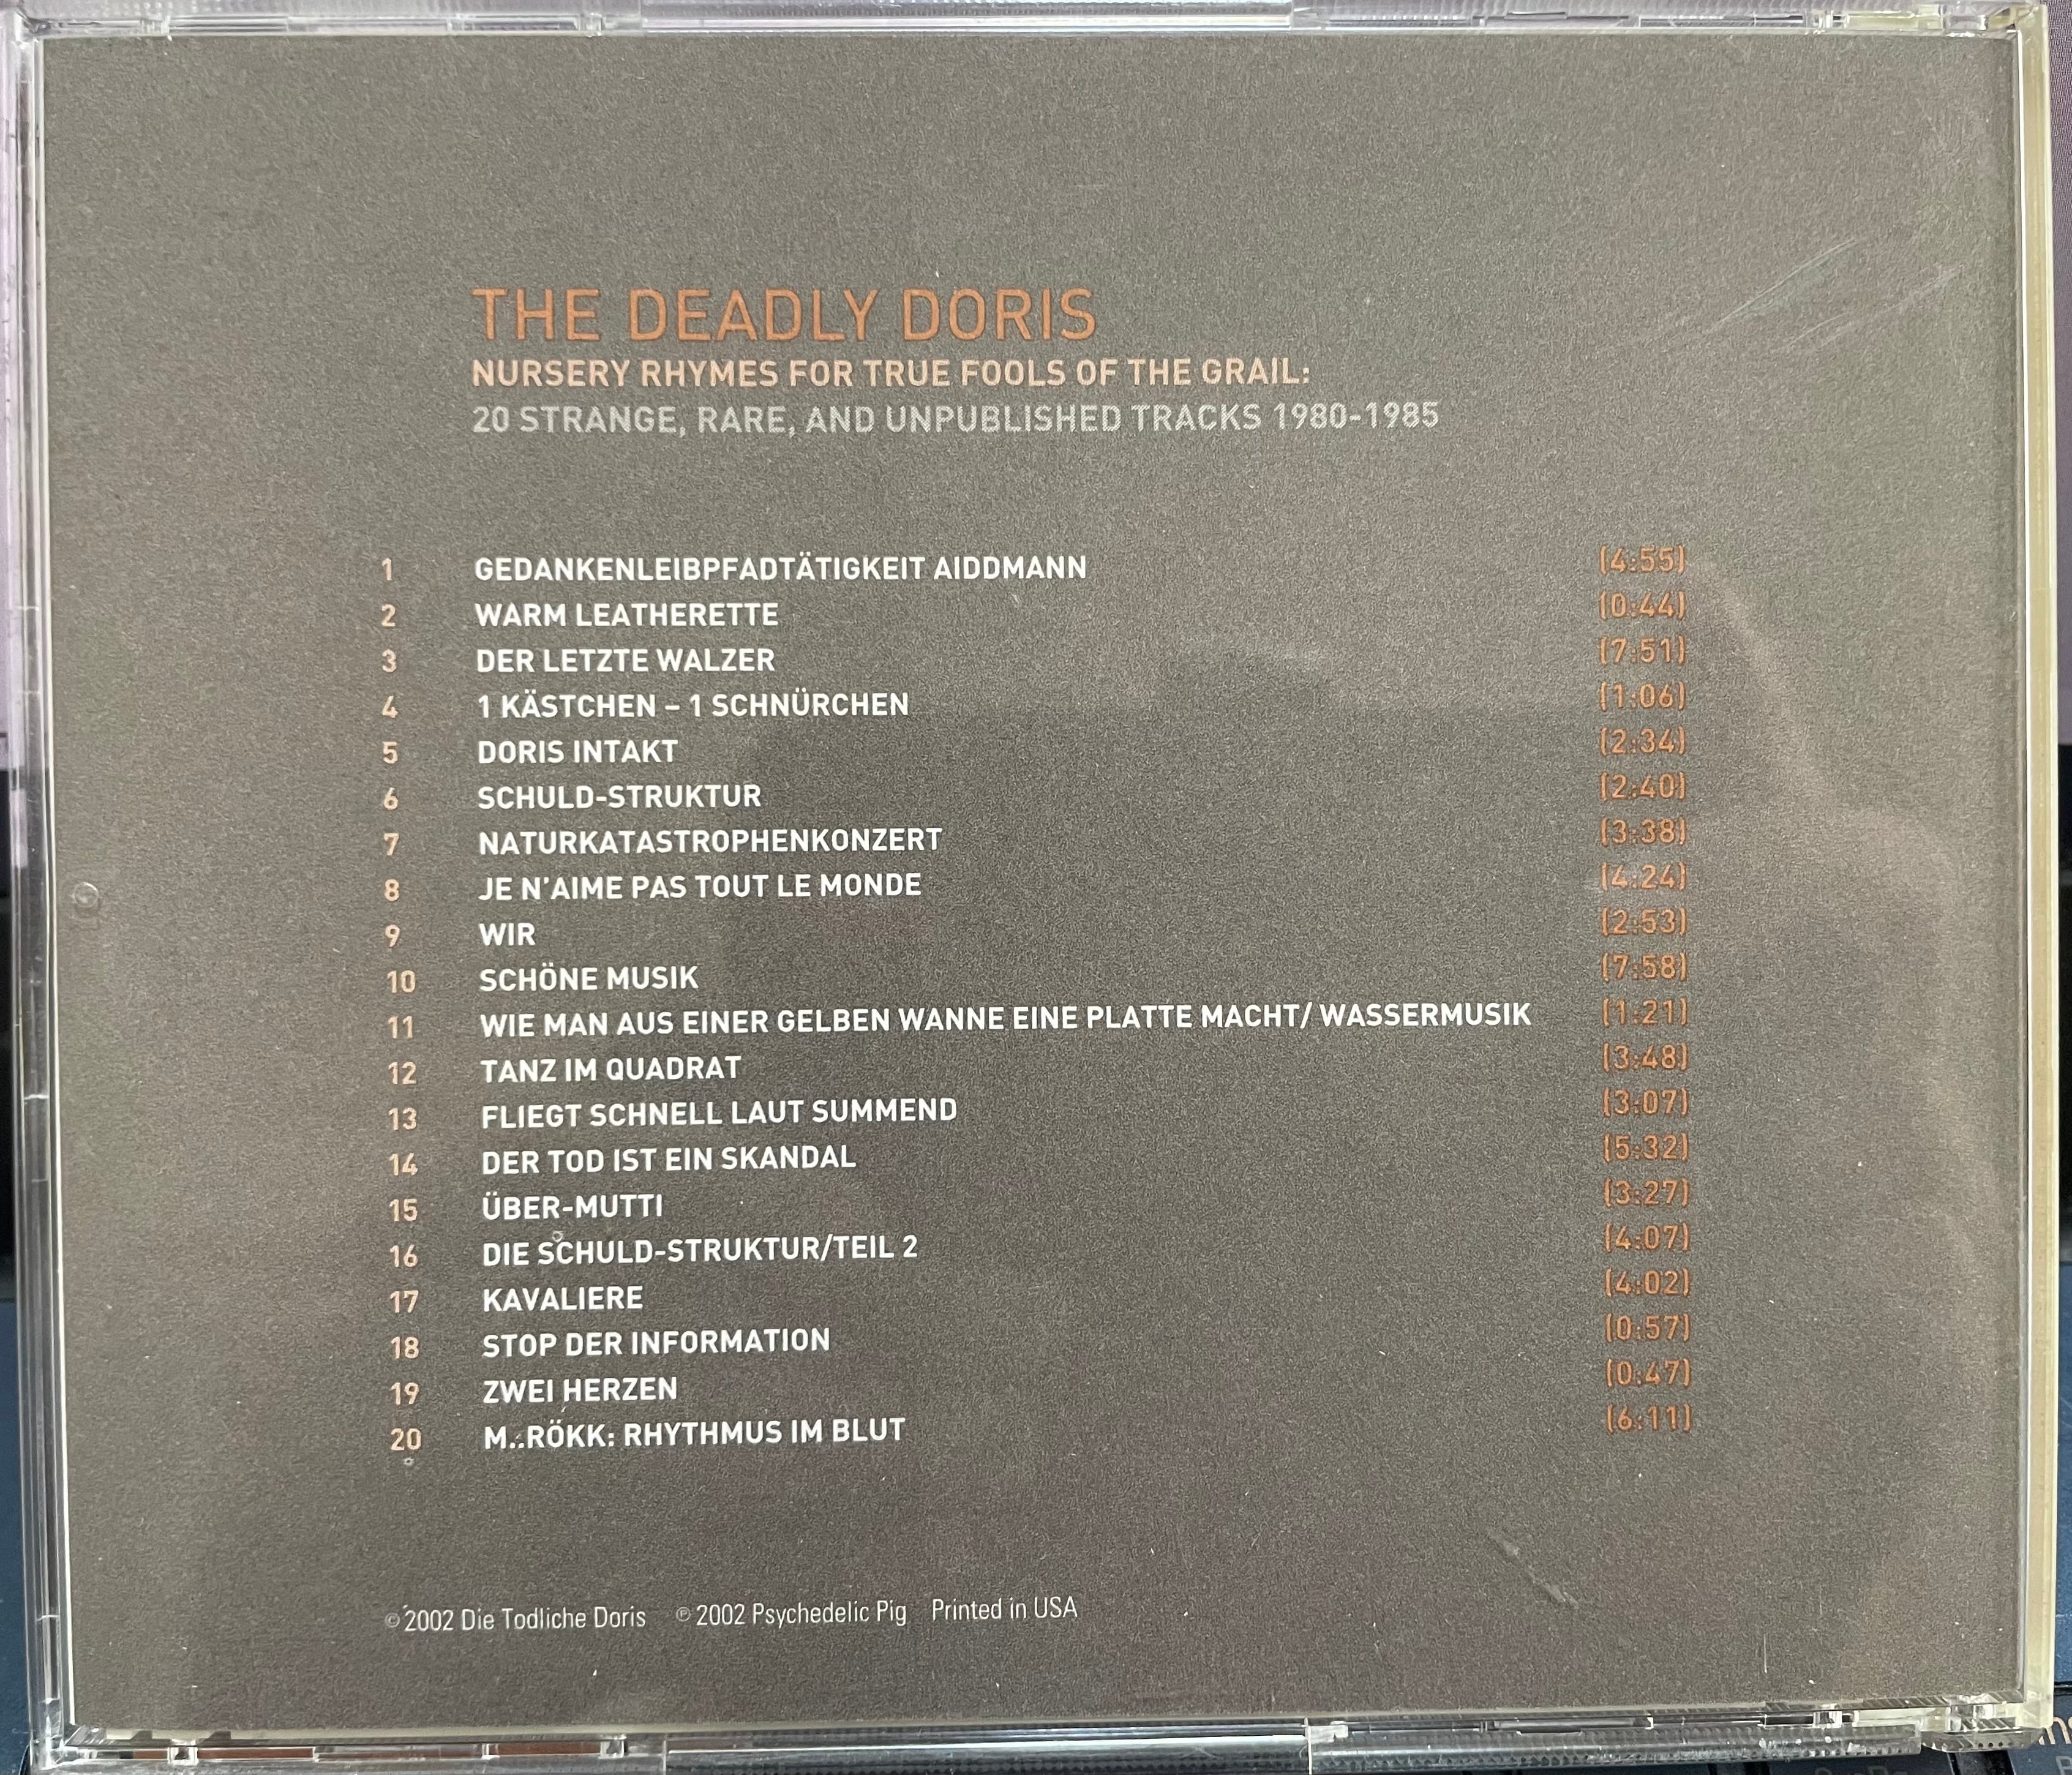 THE DEADLY DORIS
NURSERY RHYMES FOR TRUE FOOLS OF THE GRAIL:
20 STRANGE, RARE, AND UNPUBLISHED TRACKS 1980-1985
1 GEDANKENLEIBPFADTÄTIGKEIT AIDDMANN (4:55)
2 WARM LEATHERETTE (0:44)
3 DER LETZTE WALZER (7:51)
4 1 KÄSTCHEN – 1 SCHNÜRCHEN (1:06)
5 DORIS INTAKT (2:34)
6 SCHULD-STRUKTUR (2:40)
7 NATURKATASTROPHENKONZERT (3:38)
8 JE N'AIME PAS TOUT LE MONDE (4:24)
9 WIR (2:53)
10 SCHÖNE MUSIK (7:58)
11 WIE MAN AUS EINER GELBEN WANNE EINE PLATTE MACHT/ WASSERMUSIK (1:21)
12 TANZ IM QUADRAT (3:48)
13 FLIEGT SCHNELL LAUT SUMMEND (3:07)
14 DER TOD IST EIN SKANDAL (5:32)
15 ÜBER-MUTTI (3:27)
16 DIE SCHULD-STRUKTUR/TEIL 2 (4:07)
17 KAVALIERE (4:02)
18 STOP DER INFORMATION (0:57)
19 ZWEI HERZEN (0:47)
20 M..RÖKK: RHYTHMUS IM BLUT (6:11)
©2002 Die Todliche Doris ℗ 2002 Psychedelic Pig Printed in USA